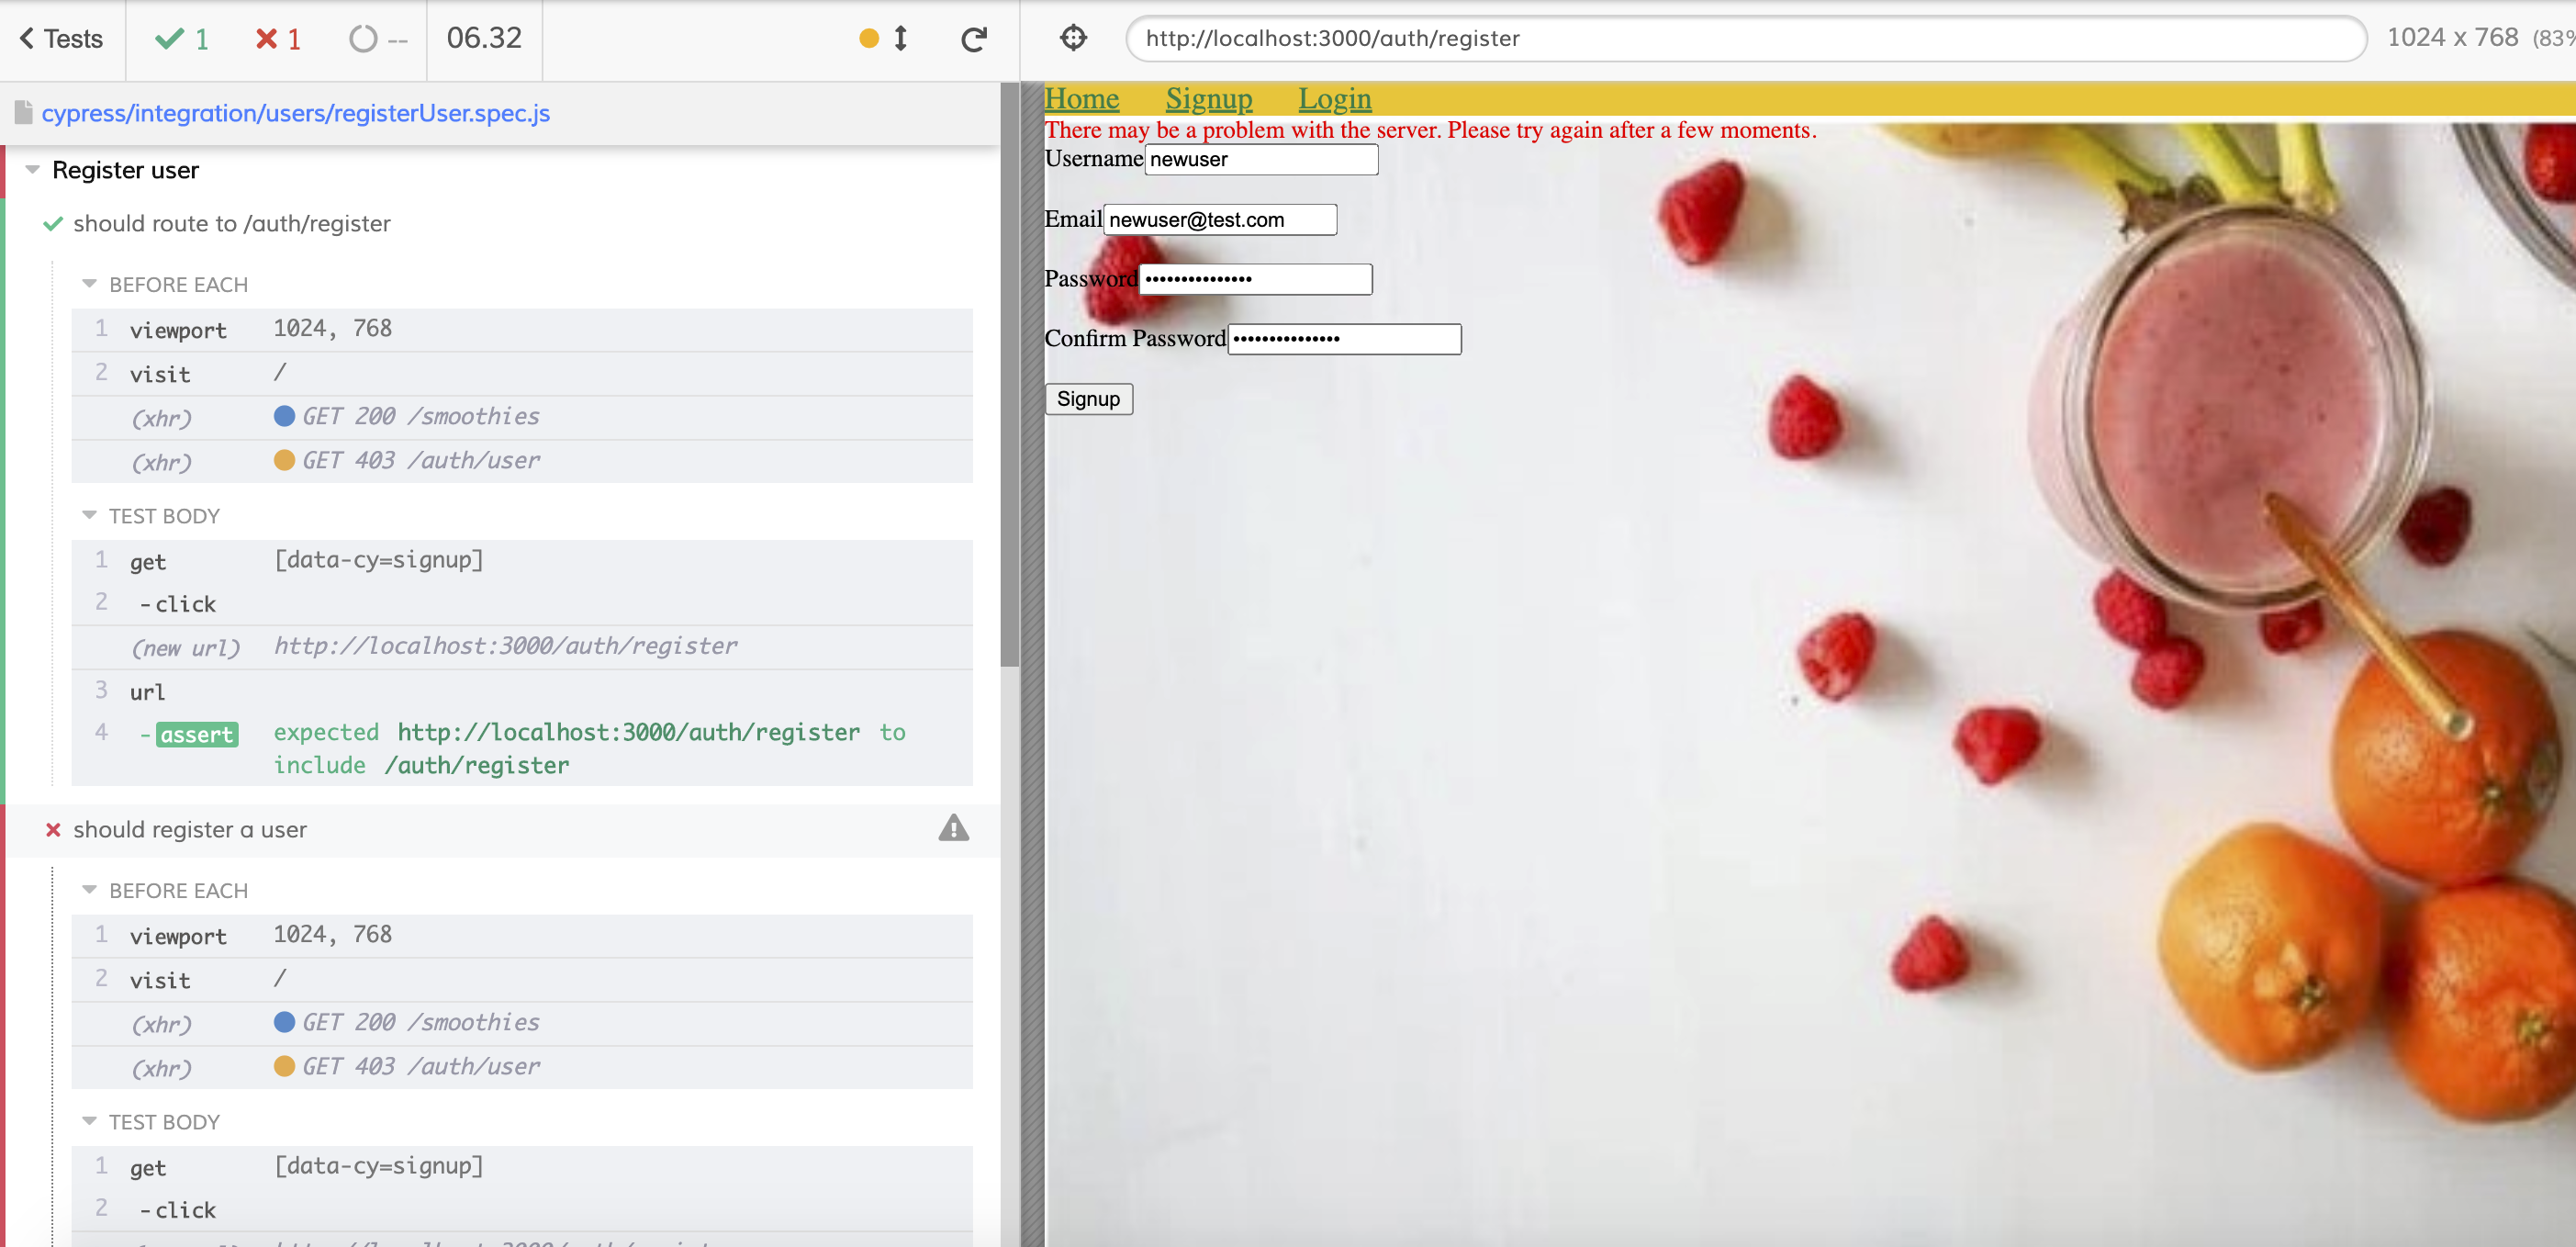 Tests 1 1 -- 06.32
http://localhost:3000/auth/register 1024 x 768
cypress/integration/users/registerUser.spec.js
Register user
should route to /auth/register
BEFORE EACH
1 viewport 1024, 768
2 visit /
(xhr) GET 200 /smoothies
(xhr) GET 403 /auth/user
TEST BODY
1 get [data-cy=signup]
2 -click
(new url) http://localhost:3000/auth/register
3 url
4 -assert expected http://localhost:3000/auth/register to
include /auth/register
should register a user
BEFORE EACH
1 viewport 1024, 768
2 visit /
(xhr) GET 200 /smoothies
(xhr) GET 403 /auth/user
TEST BODY
1 get [data-cy=signup]
2 -click
Home Signup Login
There may be a problem with the server. Please try again after a few moments.
Username newuser
Email newuser@test.com
Password •••••••••••••••
Confirm Password •••••••••••••••
Signup